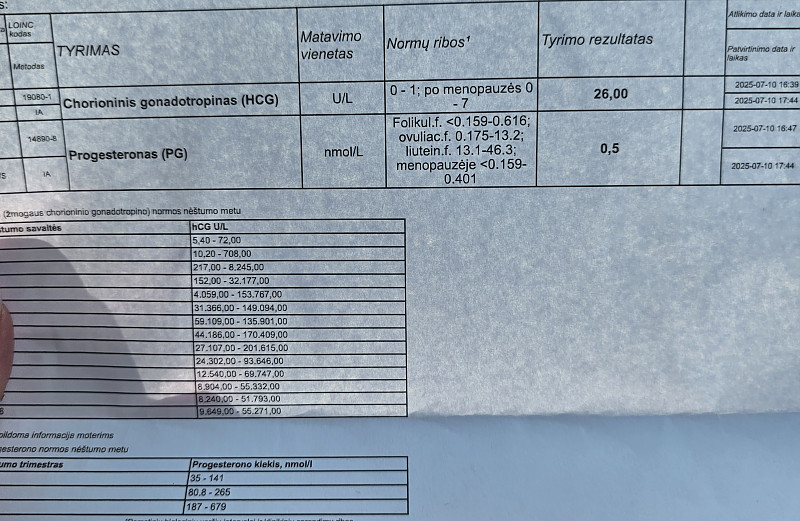 LOINC
kodas
Metodas
TYRIMAS
Matavimo
vienetas
Normų ribos¹
Tyrimo rezultatas
Atlikimo data ir laika
Patvirtinimo data ir
laikas
19080-1
IA
Chorioninis gonadotropinas (HCG)
U/L
0 - 1; po menopauzės 0
- 7
26,00
2025-07-10 16:39
2025-07-10 17:44
14890-8
IA
Progesteronas (PG)
nmol/L
Folikul.f. <0.159-0.616;
ovuliac.f. 0.175-13.2;
liutein.f. 13.1-46.3;
menopauzėje <0.159-
0.401
0,5
2025-07-10 16:47
2025-07-10 17:44
(žmogaus chorioninio gonadotropino) normos nėštumo metu
štumo savaitės hCG U/L
5,40 - 72,00
10,20 - 708,00
217,00 - 8.245,00
152,00 - 32.177,00
4.059,00 - 153.767,00
31.366,00 - 149.094,00
59.109,00 - 135.901,00
44.186,00 - 170.409,00
27.107,00 - 201.615,00
24.302,00 - 93.646,00
12.540,00 - 69.747,00
8.904,00 - 55.332,00
8.240,00 - 51.793,00
8 9.649,00 - 55.271,00
pildoma informacija moterims
gesterono normos nėštumo metu
umo trimestras Progesterono kiekis, nmol/l
35 - 141
80,8 - 265
187 - 679